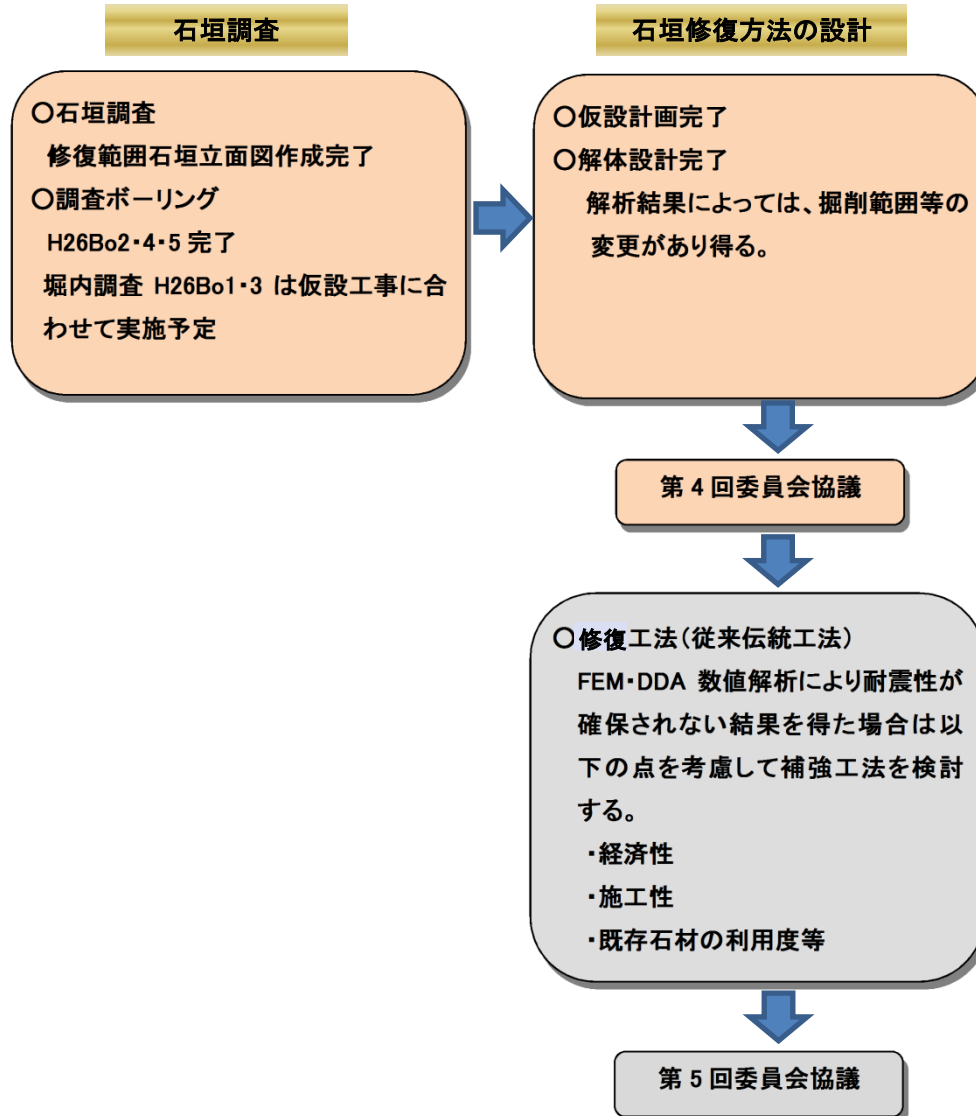 石垣調査
○石垣調査
修復範囲石垣立面図作成完了
○調査ボーリング
H26Bo2・4・5 完了
堀内調査 H26Bo1・3 は仮設工事に合
わせて実施予定
石垣修復方法の設計
○仮設計画完了
○解体設計完了
解析結果によっては、掘削範囲等の
変更があり得る。
第 4 回委員会協議
○修復工法(従来伝統工法)
FEM・DDA 数値解析により耐震性が
確保されない結果を得た場合は以
下の点を考慮して補強工法を検討
する。
・経済性
・施工性
・既存石材の利用度等
第 5 回委員会協議